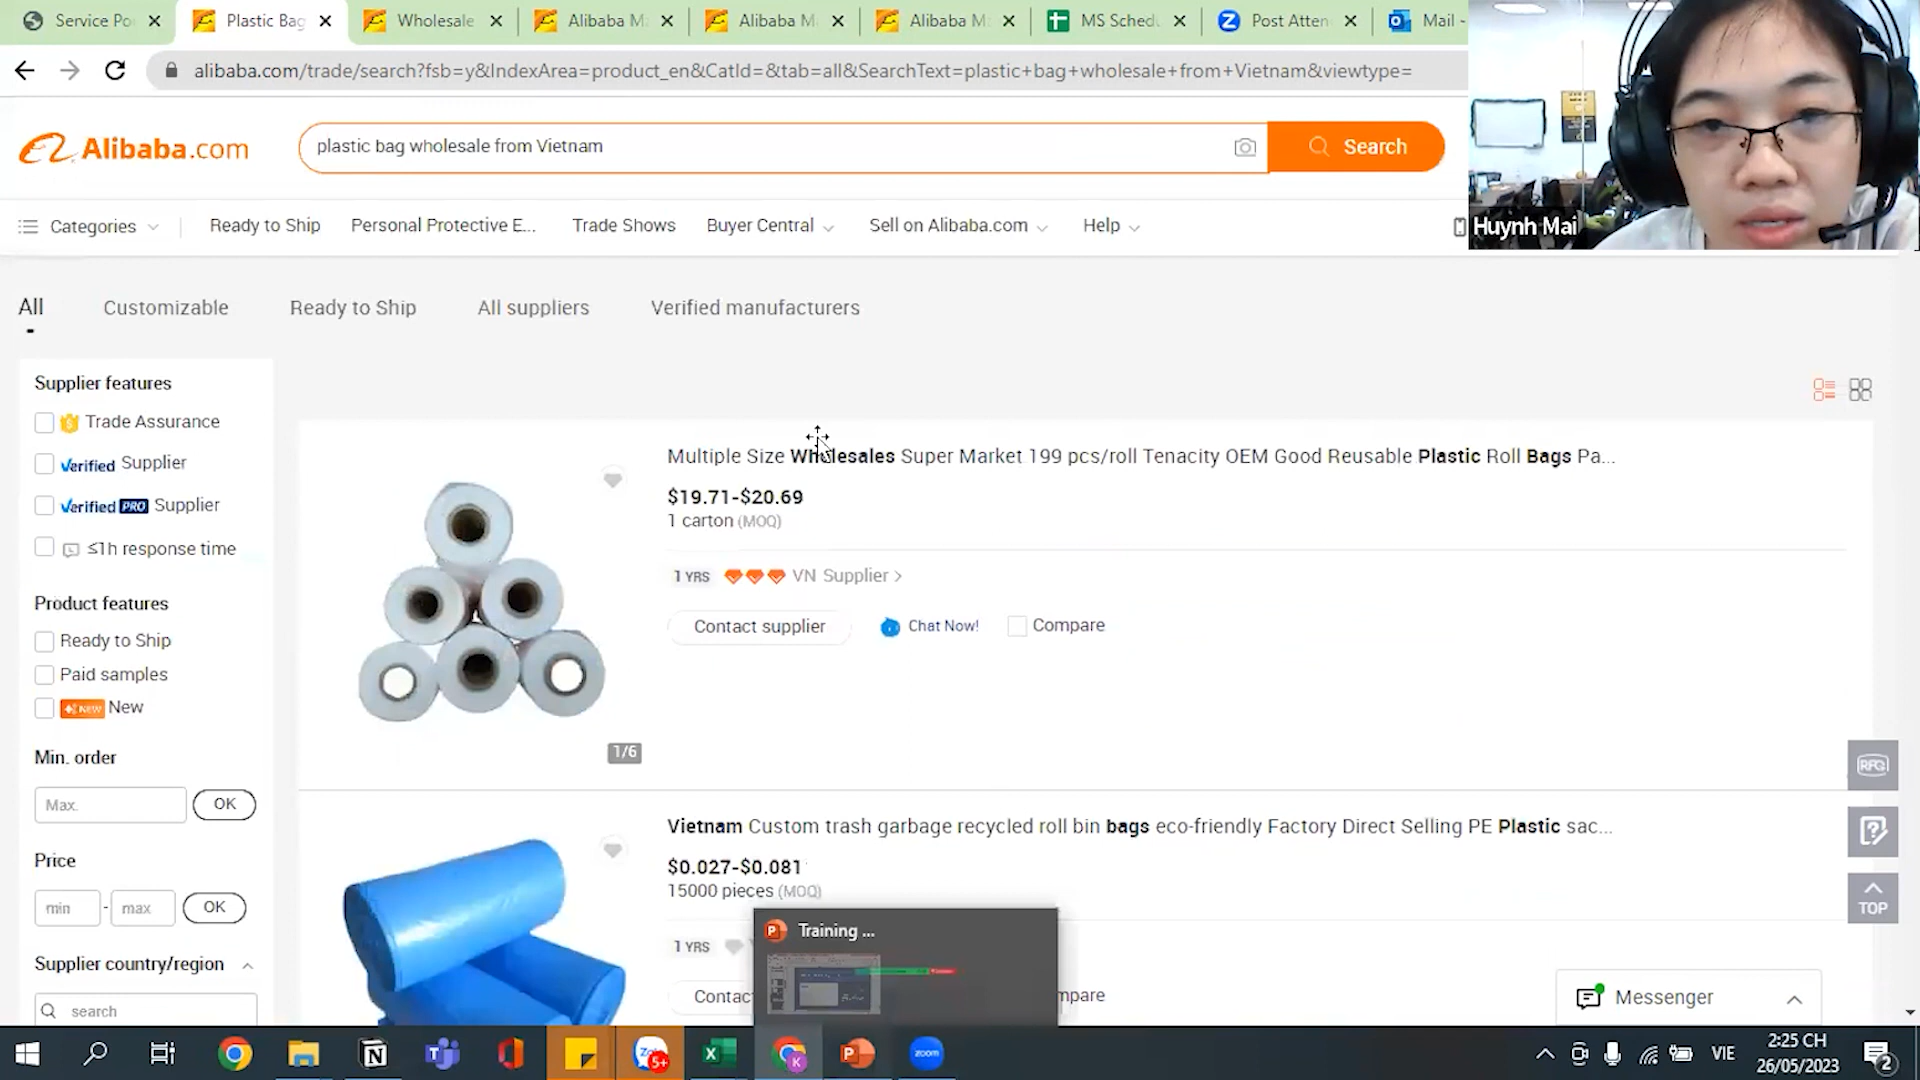 Service Po
Plastic Bag
Wholesale
Alibaba M
Alibaba M
Alibaba M
MS Schedu
Post Atten
Mail -
alibaba.com/trade/search?fsb=y&IndexArea=product_en&CatId=&tab=all&SearchText=plastic+bag+wholesale+from+Vietnam&viewtype=
Alibaba.com
plastic bag wholesale from Vietnam
Search
Huynh Mai
Categories
Ready to Ship
Personal Protective E...
Trade Shows
Buyer Central
Sell on Alibaba.com
Help
All
Customizable
Ready to Ship
All suppliers
Verified manufacturers
Supplier features
Trade Assurance
Verified Supplier
Verified PRO Supplier
≤1h response time
Product features
Ready to Ship
Paid samples
NEW New
Min. order
Max.
OK
Price
min - max
OK
Supplier country/region
search
Multiple Size Wholesales Super Market 199 pcs/roll Tenacity OEM Good Reusable Plastic Roll Bags Pa...
$19.71-$20.69
1 carton (MOQ)
1 YRS
VN Supplier >
Contact supplier
Chat Now!
Compare
1/6
Vietnam Custom trash garbage recycled roll bin bags eco-friendly Factory Direct Selling PE Plastic sac...
$0.027-$0.081
15000 pieces (MOQ)
1 YRS
Contac
mpare
Training ...
RFQ
TOP
Messenger
5+
zoom
VIE
2:25 CH
26/05/2023
2